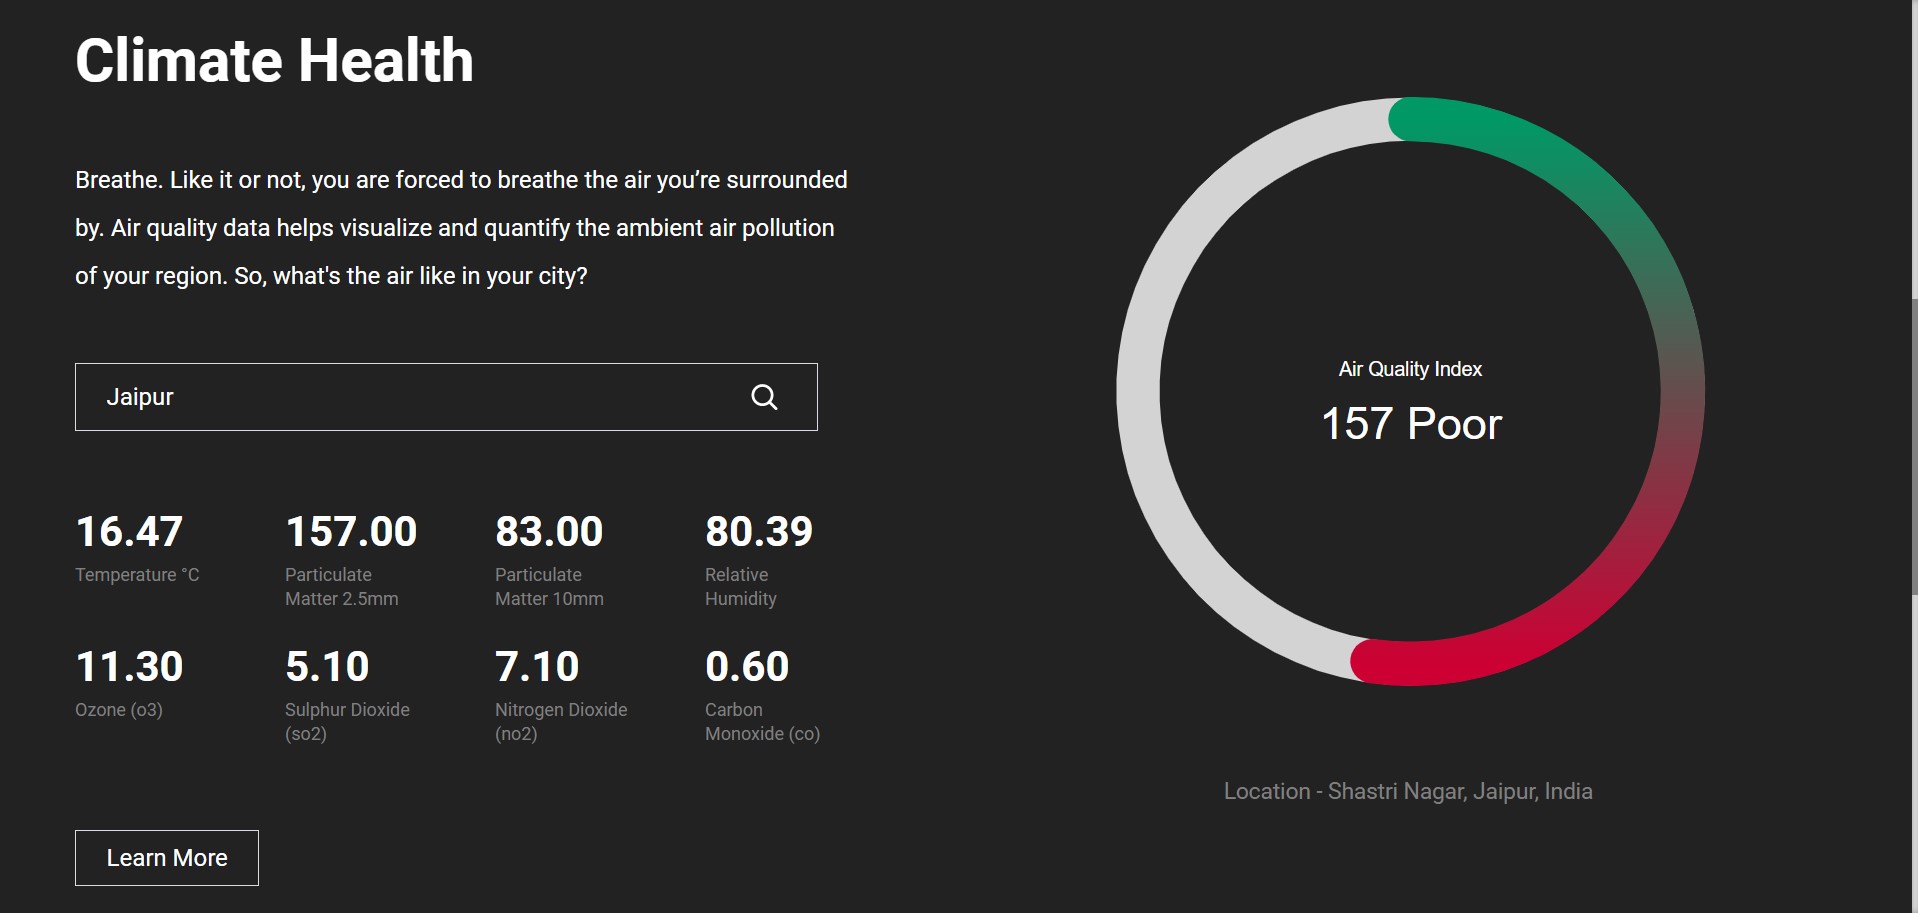 Climate Health
Breathe. Like it or not, you are forced to breathe the air you’re surrounded
by. Air quality data helps visualize and quantify the ambient air pollution
of your region. So, what's the air like in your city?
Jaipur
16.47
Temperature °C
157.00
Particulate
Matter 2.5mm
83.00
Particulate
Matter 10mm
80.39
Relative
Humidity
11.30
Ozone (o3)
5.10
Sulphur Dioxide
(so2)
7.10
Nitrogen Dioxide
(no2)
0.60
Carbon
Monoxide (co)
Learn More
Air Quality Index
157 Poor
Location - Shastri Nagar, Jaipur, India